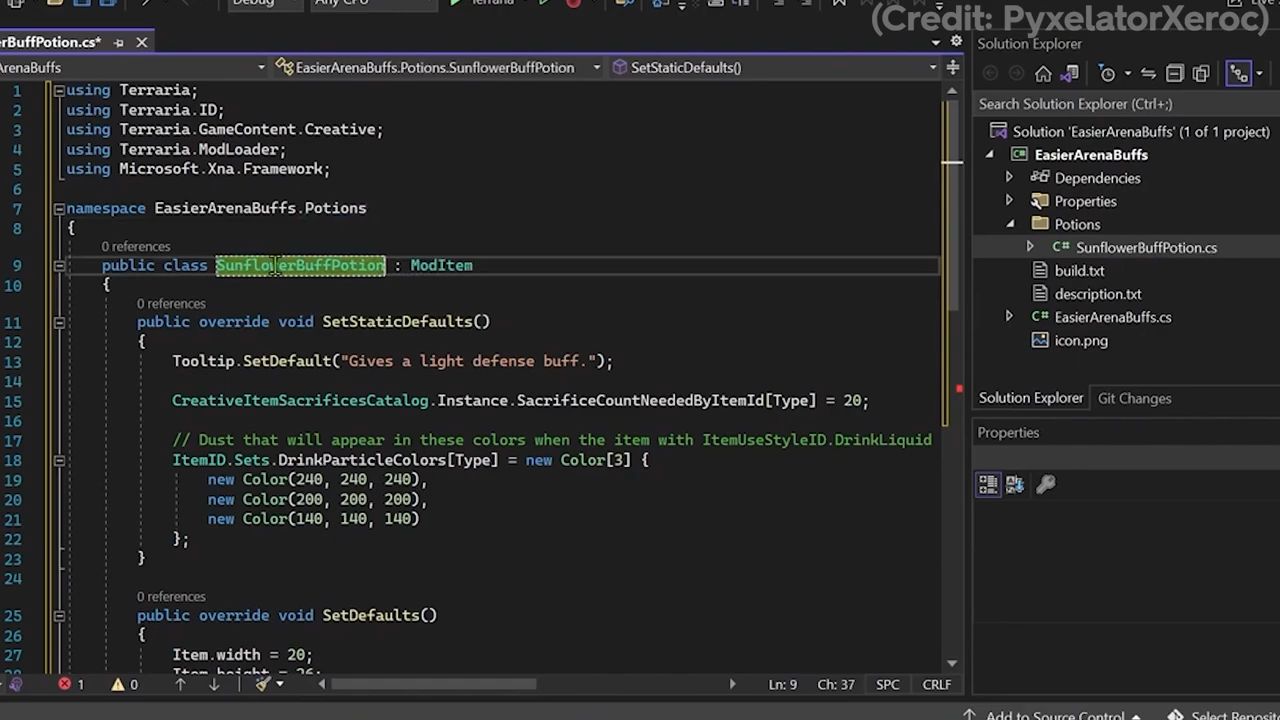 Debug
Any CPU
Terraria
(Credit: PyxelatorXeroc)
erBuffPotion.cs*
ArenaBuffs
EasierArenaBuffs.Potions.SunflowerBuffPotion
SetStaticDefaults()
1 using Terraria;
2 using Terraria.ID;
3 using Terraria.GameContent.Creative;
4 using Terraria.ModLoader;
5 using Microsoft.Xna.Framework;
6
7 namespace EasierArenaBuffs.Potions
8 {
0 references
9 public class SunflowerBuffPotion : ModItem
10 {
0 references
11 public override void SetStaticDefaults()
12 {
13 Tooltip.SetDefault("Gives a light defense buff.");
14
15 CreativeItemSacrificesCatalog.Instance.SacrificeCountNeededByItemId[Type] = 20;
16
17 // Dust that will appear in these colors when the item with ItemUseStyleID.DrinkLiquid
18 ItemID.Sets.DrinkParticleColors[Type] = new Color[3] {
19 new Color(240, 240, 240),
20 new Color(200, 200, 200),
21 new Color(140, 140, 140)
22 };
23 }
24
0 references
25 public override void SetDefaults()
26 {
27 Item.width = 20;
28 Item.height = 26;
1 0
Ln: 9 Ch: 37 SPC CRLF
Solution Explorer
Search Solution Explorer (Ctrl+;)
Solution 'EasierArenaBuffs' (1 of 1 project)
EasierArenaBuffs
Dependencies
Properties
Potions
C# SunflowerBuffPotion.cs
build.txt
description.txt
C# EasierArenaBuffs.cs
icon.png
Solution Explorer Git Changes
Properties
Add to Source Control